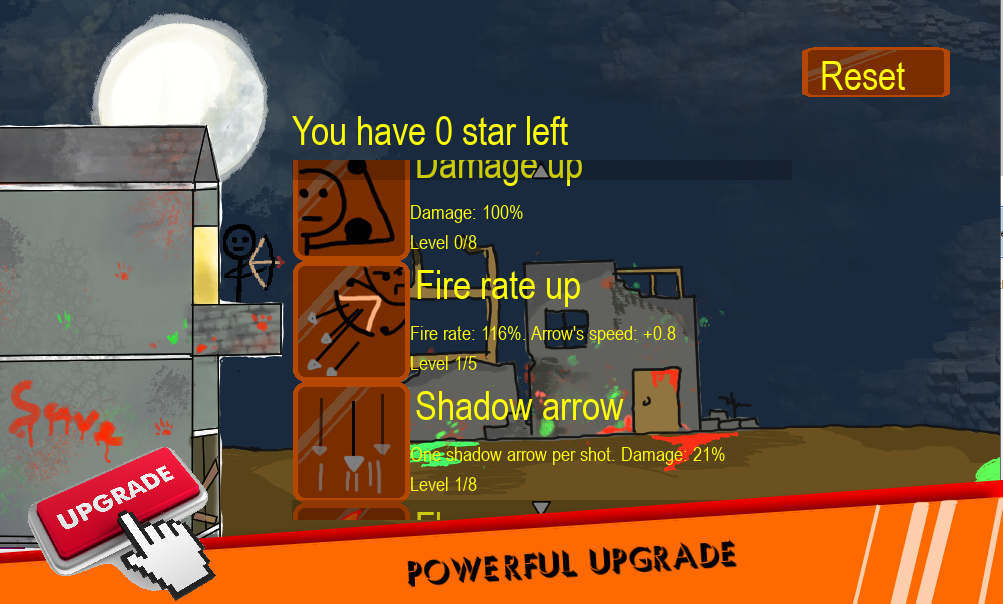 Reset
You have 0 star left
Damage up
Damage: 100%
Level 0/8
Fire rate up
Fire rate: 116%. Arrow's speed: +0.8
Level 1/5
Shadow arrow
One shadow arrow per shot. Damage: 21%
Level 1/8
UPGRADE
POWERFUL UPGRADE